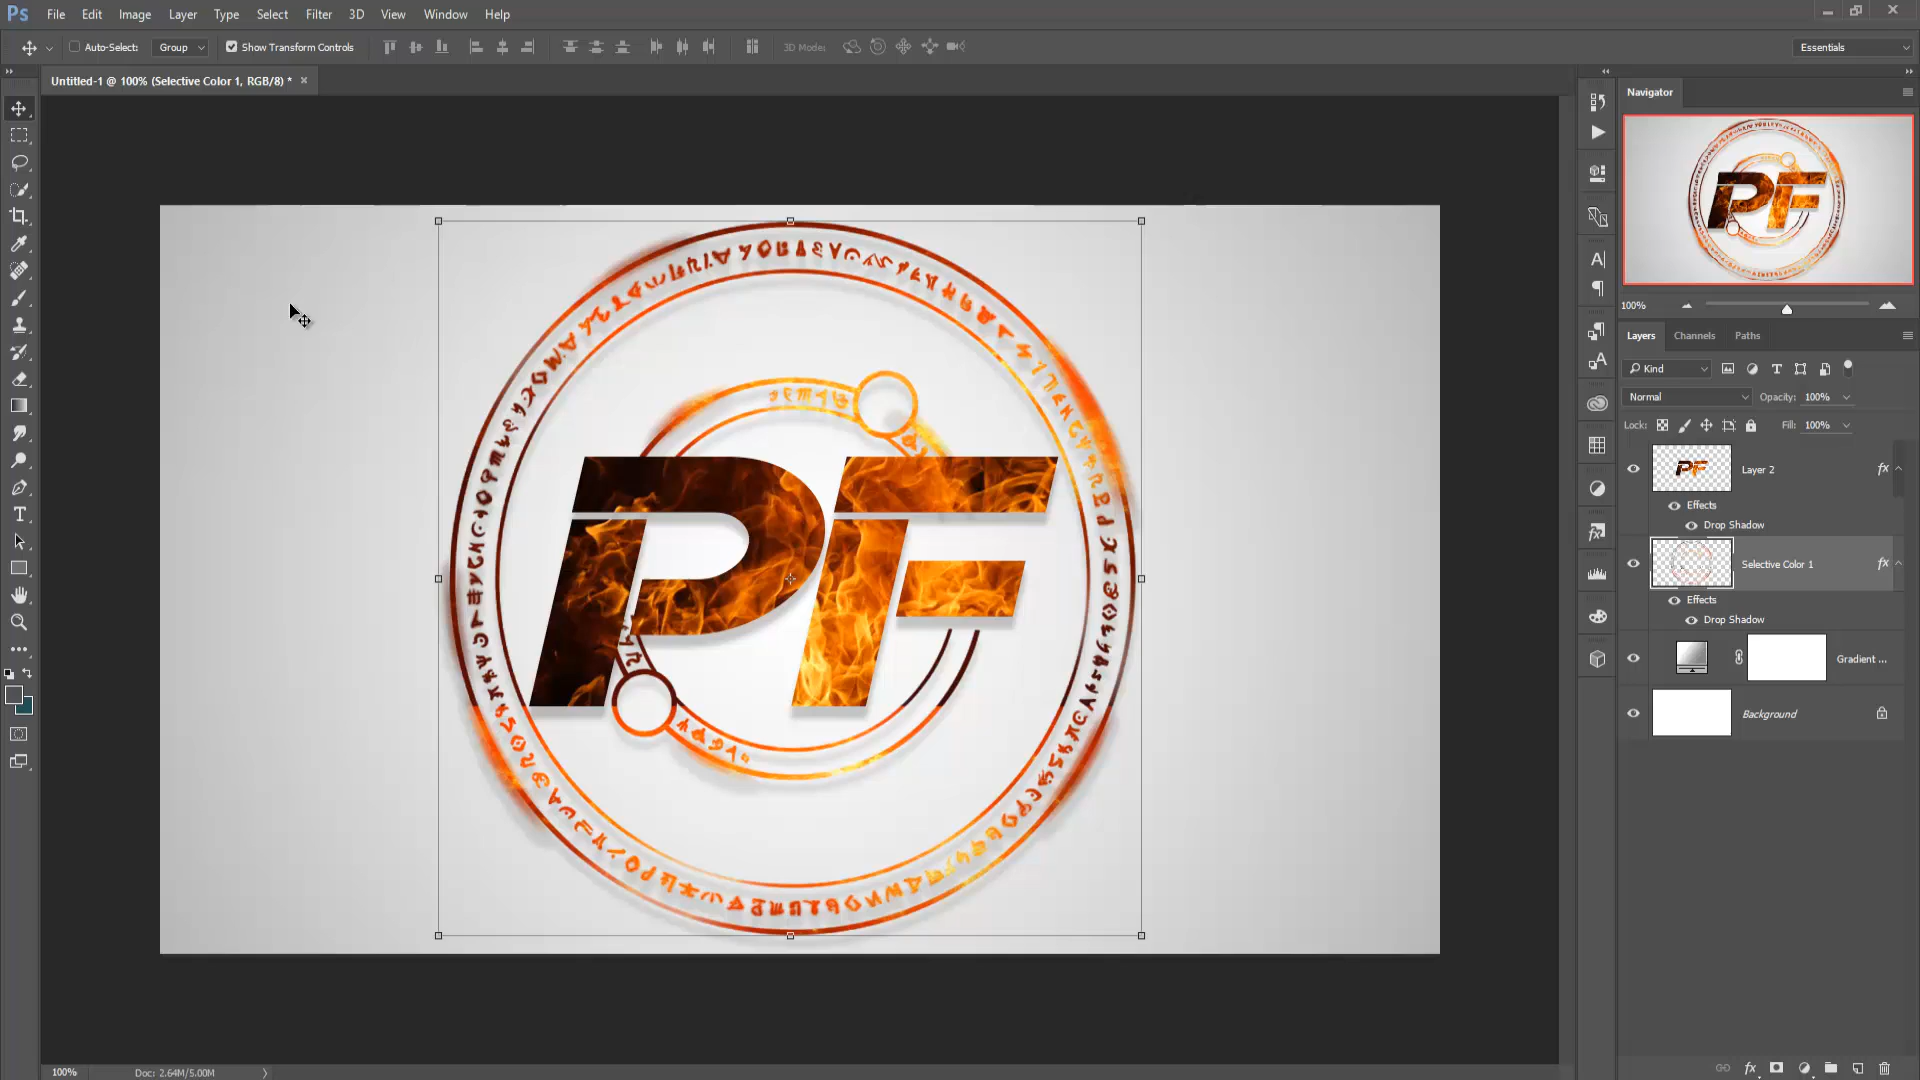 Ps File Edit Image Layer Type Select Filter 3D View Window Help
Auto-Select: Group Show Transform Controls 3D Mode: Essentials
Untitled-1 @ 100% (Selective Color 1, RGB/8) * ×
Navigator
PF
100%
Layers Channels Paths
Kind
Normal Opacity: 100%
Lock: Fill: 100%
Layer 2 fx
Effects
Drop Shadow
Selective Color 1 fx
Effects
Drop Shadow
Gradient ...
Background
PF
100% Doc: 2.64M/5.00M